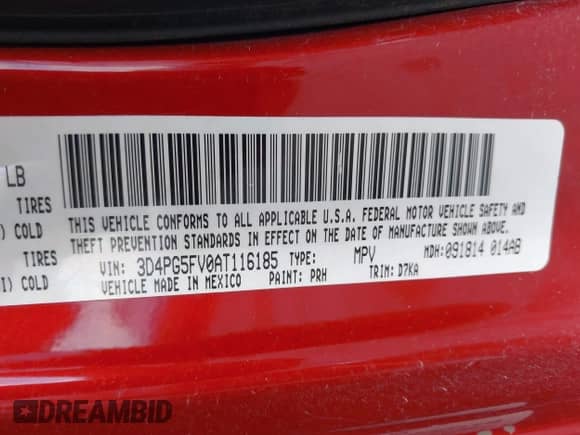 LB
TIRES
) COLD
TIRES
I) COLD
THIS VEHICLE CONFORMS TO ALL APPLICABLE U.S.A. FEDERAL MOTOR VEHICLE SAFETY AND
THEFT PREVENTION STANDARDS IN EFFECT ON THE DATE OF MANUFACTURE SHOWN ABOVE.
VIN: 3D4PG5FV0AT116185 TYPE: MPV MDH:091814 014AB
VEHICLE MADE IN MEXICO PAINT: PRH TRIM: D7KA
DREAMBID